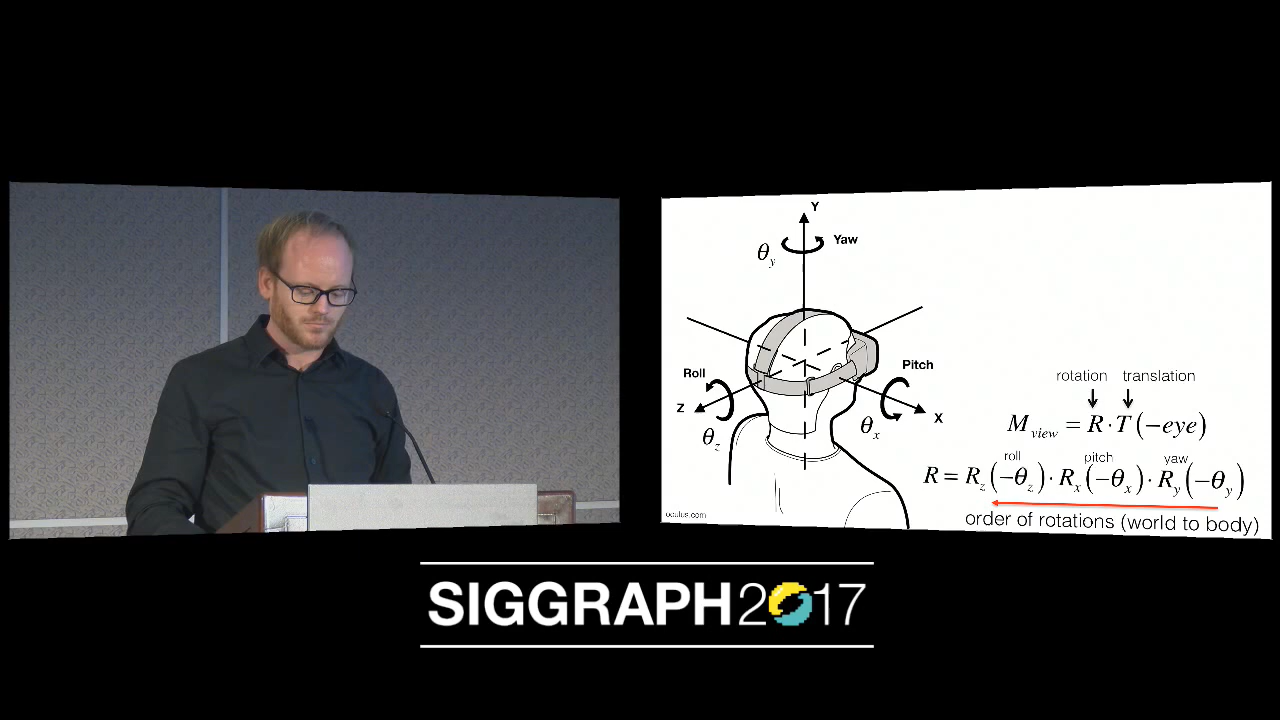 Y
Yaw
θy
Pitch
Roll
Z
X
θz
θx
rotation translation
M view = R · T (−eye)
roll pitch yaw
R = Rz (−θz) · Rx (−θx) · Ry (−θy)
order of rotations (world to body)
oculus.com
SIGGRAPH2017